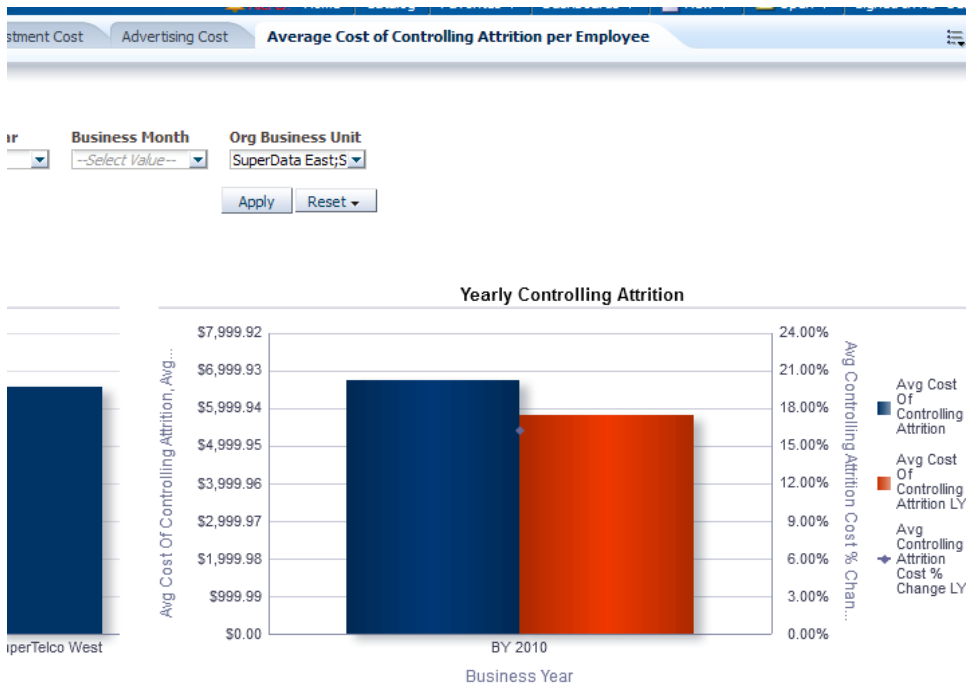 stment Cost
Advertising Cost
Average Cost of Controlling Attrition per Employee
ar
Business Month
Org Business Unit
--Select Value--
SuperData East;S
Apply
Reset
Yearly Controlling Attrition
$7,999.92
$6,999.93
$5,999.94
$4,999.95
$3,999.96
$2,999.97
$1,999.98
$999.99
$0.00
Avg Cost Of Controlling Attrition, Avg...
24.00%
21.00%
18.00%
15.00%
12.00%
9.00%
6.00%
3.00%
0.00%
Avg Controlling Attrition Cost % Chan...
Avg Cost
Of
Controlling
Attrition
Avg Cost
Of
Controlling
Attrition LY
Avg
Controlling
Attrition
Cost %
Change LY
uperTelco West
BY 2010
Business Year